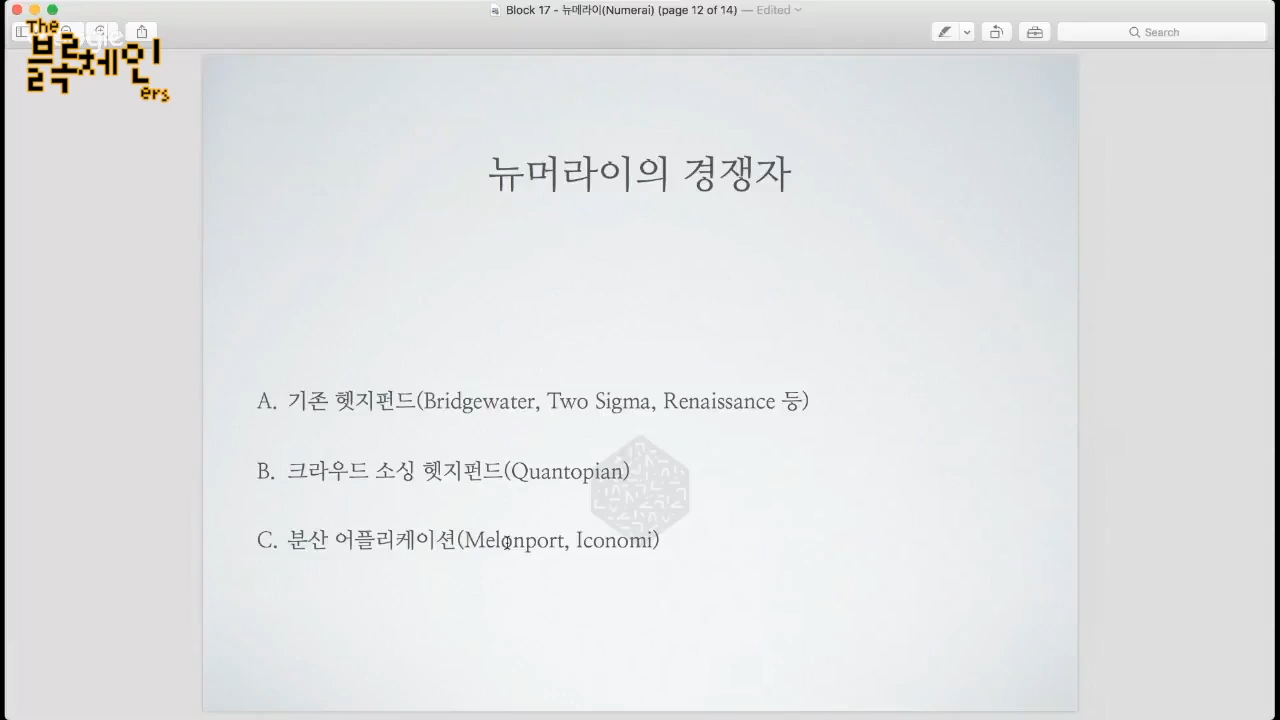 Block 17 - 뉴메라이(Numerai) (page 12 of 14) — Edited
Search
The
블록체인
ers
뉴머라이의 경쟁자
A. 기존 헷지펀드(Bridgewater, Two Sigma, Renaissance 등)
B. 크라우드 소싱 헷지펀드(Quantopian)
C. 분산 어플리케이션(Melonport, Iconomi)